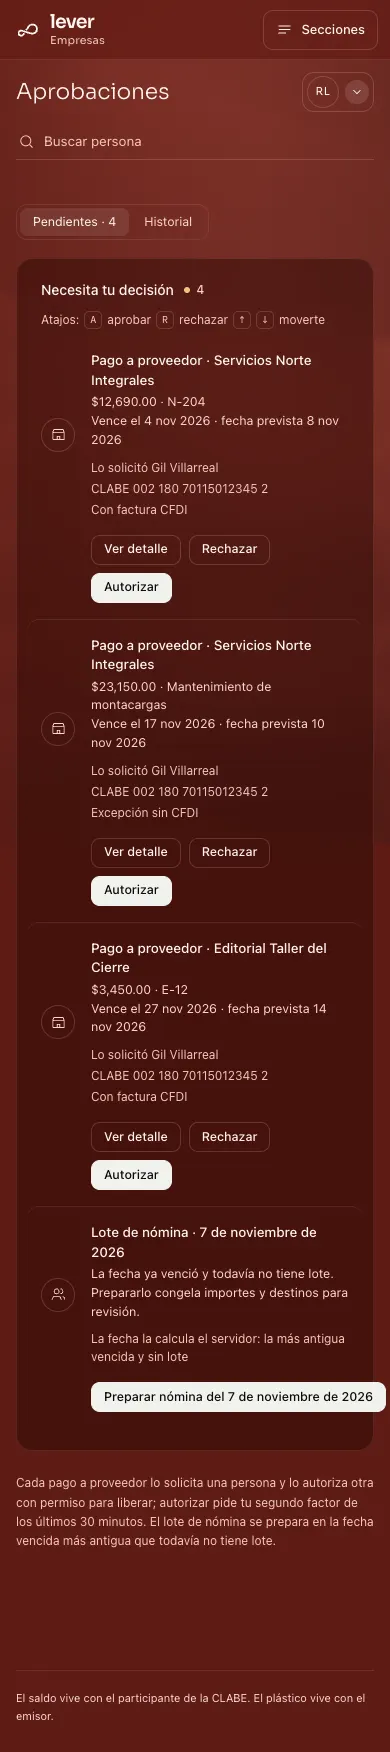 lever
Empresas
Secciones
Aprobaciones
RL
Buscar persona
Pendientes · 4
Historial
Necesita tu decisión • 4
Atajos: A aprobar R rechazar ↑ ↓ moverte
Pago a proveedor · Servicios Norte
Integrales
$12,690.00 · N-204
Vence el 4 nov 2026 · fecha prevista 8 nov
2026
Lo solicitó Gil Villarreal
CLABE 002 180 70115012345 2
Con factura CFDI
Ver detalle
Rechazar
Autorizar
Pago a proveedor · Servicios Norte
Integrales
$23,150.00 · Mantenimiento de
montacargas
Vence el 17 nov 2026 · fecha prevista 10
nov 2026
Lo solicitó Gil Villarreal
CLABE 002 180 70115012345 2
Excepción sin CFDI
Ver detalle
Rechazar
Autorizar
Pago a proveedor · Editorial Taller del
Cierre
$3,450.00 · E-12
Vence el 27 nov 2026 · fecha prevista 14
nov 2026
Lo solicitó Gil Villarreal
CLABE 002 180 70115012345 2
Con factura CFDI
Ver detalle
Rechazar
Autorizar
Lote de nómina · 7 de noviembre de
2026
La fecha ya venció y todavía no tiene lote.
Prepararlo congela importes y destinos para
revisión.
La fecha la calcula el servidor: la más antigua
vencida y sin lote
Preparar nómina del 7 de noviembre de 2026
Cada pago a proveedor lo solicita una persona y lo autoriza otra
con permiso para liberar; autorizar pide tu segundo factor de
los últimos 30 minutos. El lote de nómina se prepara en la fecha
vencida más antigua que todavía no tiene lote.
El saldo vive con el participante de la CLABE. El plástico vive con el
emisor.